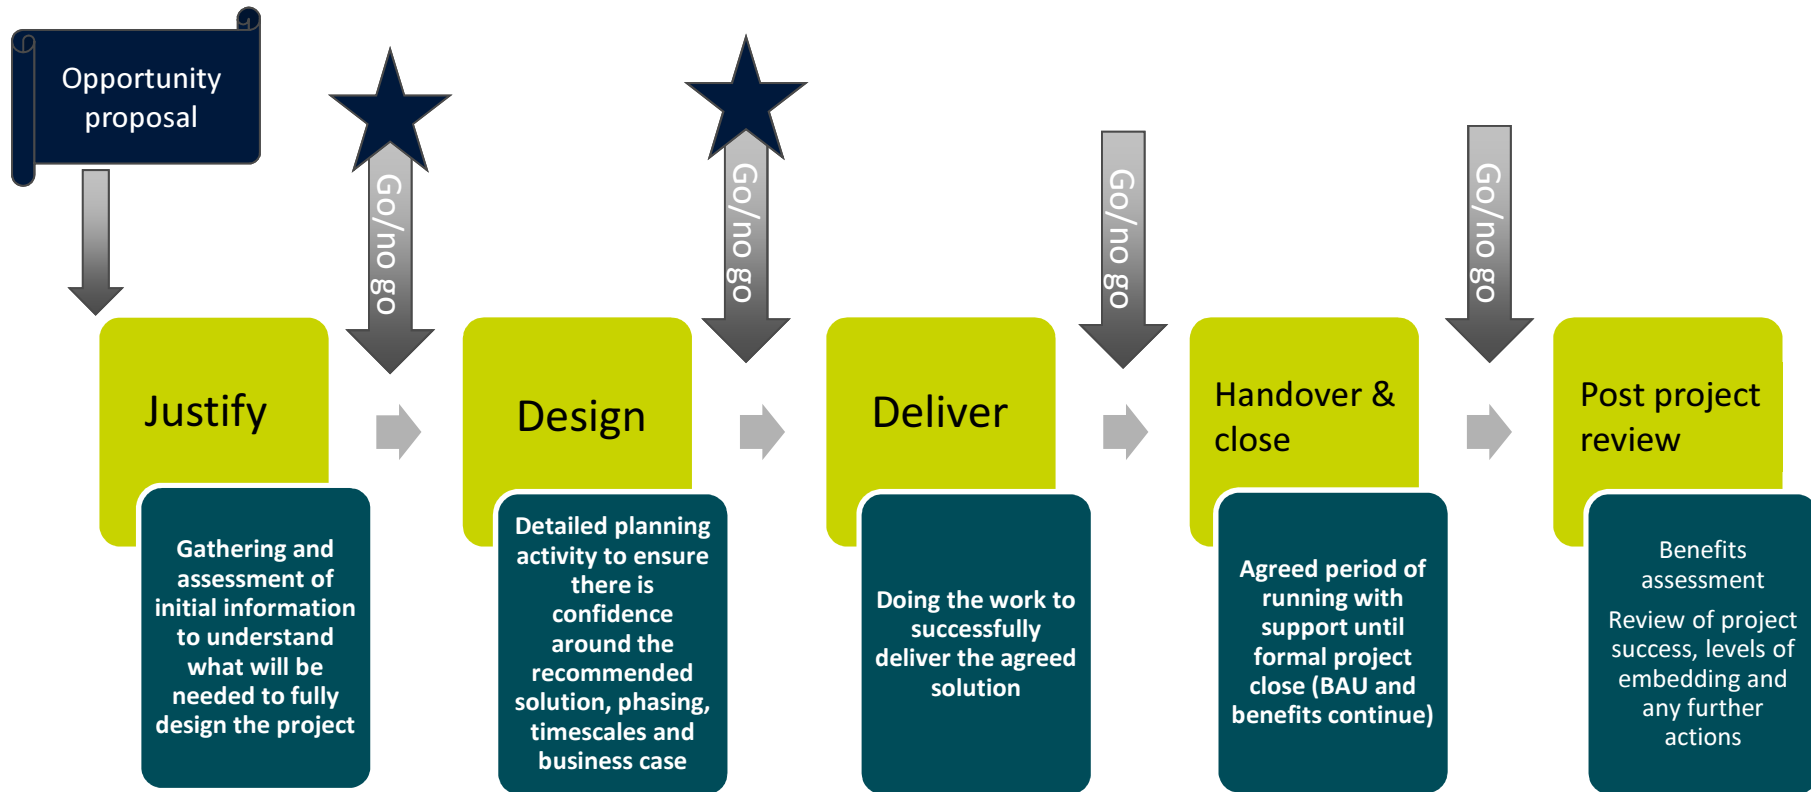 Opportunity
proposal
Go/no go
Go/no go
Go/no go
Go/no go
Justify
Gathering and
assessment of
initial information
to understand
what will be
needed to fully
design the project
Design
Detailed planning
activity to ensure
there is
confidence
around the
recommended
solution, phasing,
timescales and
business case
Deliver
Doing the work to
successfully
deliver the agreed
solution
Handover &
close
Agreed period of
running with
support until
formal project
close (BAU and
benefits continue)
Post project
review
Benefits
assessment
Review of project
success, levels of
embedding and
any further
actions